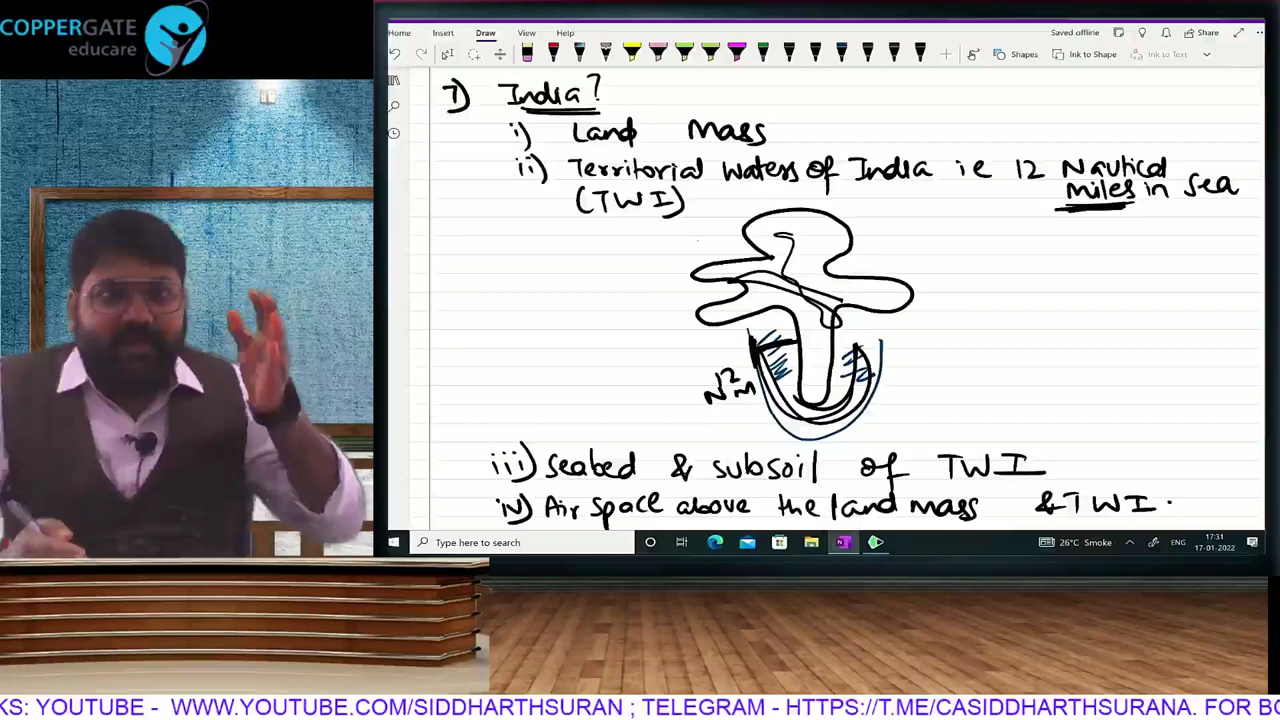 COPPERGATE
educare
Home Insert Draw View Help
Saved offline
Share
Shapes
Ink to Shape
Ink to Text
1) India?
i) Land Mass
ii) Territorial waters of India ie 12 Nautical
miles in sea
(TWI)
12
NM
iii) Seabed & subsoil of TWI
iv) Air space above the land mass & TWI.
Type here to search
26°C Smoke
ENG
17:31
17-01-2022
KS: YOUTUBE - WWW.YOUTUBE.COM/SIDDHARTHSURAN ; TELEGRAM - HTTPS://T.ME/CASIDDHARTHSURANA. FOR BO